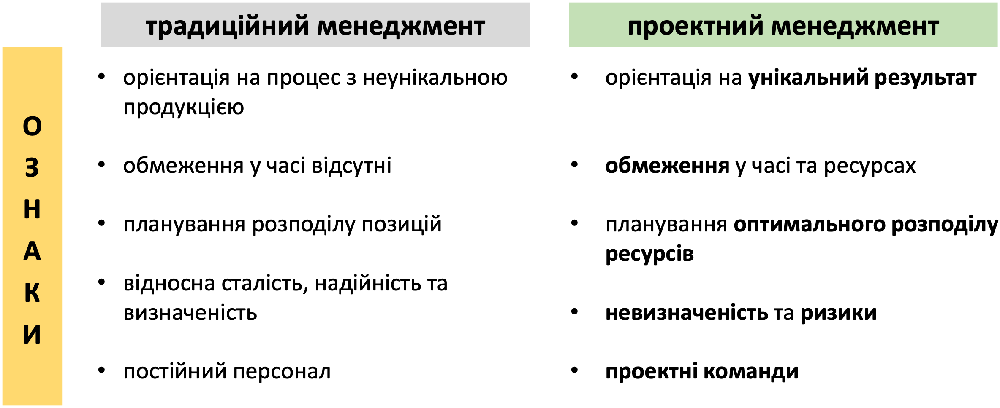 традиційний менеджмент
проектний менеджмент
О
З
Н
А
К
И
• орієнтація на процес з неунікальною
продукцією
• обмеження у часі відсутні
• планування розподілу позицій
• відносна сталість, надійність та
визначеність
• постійний персонал
• орієнтація на унікальний результат
• обмеження у часі та ресурсах
• планування оптимального розподілу
ресурсів
• невизначеність та ризики
• проектні команди